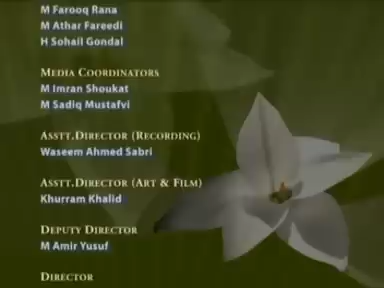 M Farooq Rana
M Athar Fareedi
H Sohail Gondal
Media Coordinators
M Imran Shoukat
M Sadiq Mustafvi
Asstt.Director (Recording)
Waseem Ahmed Sabri
Asstt.Director (Art & Film)
Khurram Khalid
Deputy Director
M Amir Yusuf
Director